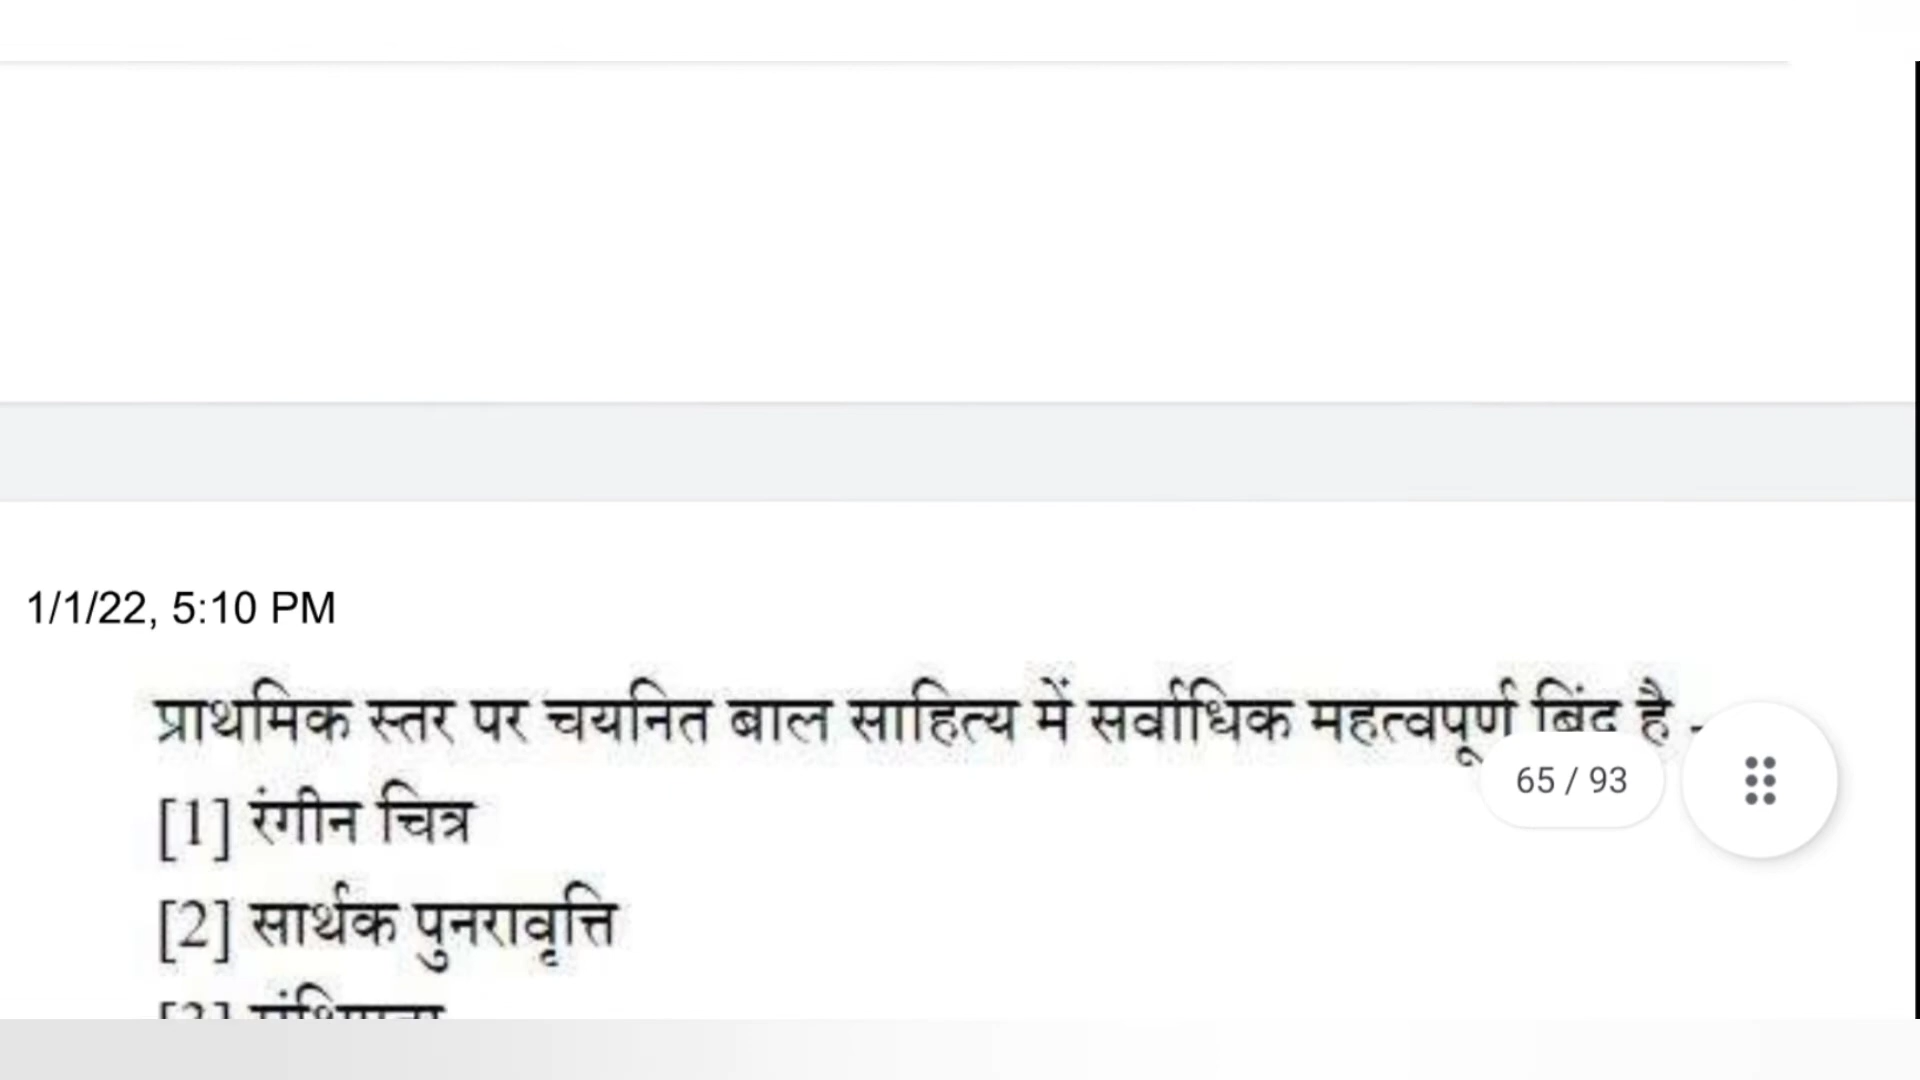 1/1/22, 5:10 PM
प्राथमिक स्तर पर चयनित बाल साहित्य में सर्वाधिक महत्वपूर्ण है -
65 / 93
[1] रंगीन चित्र
[2] सार्थक पुनरावृत्ति